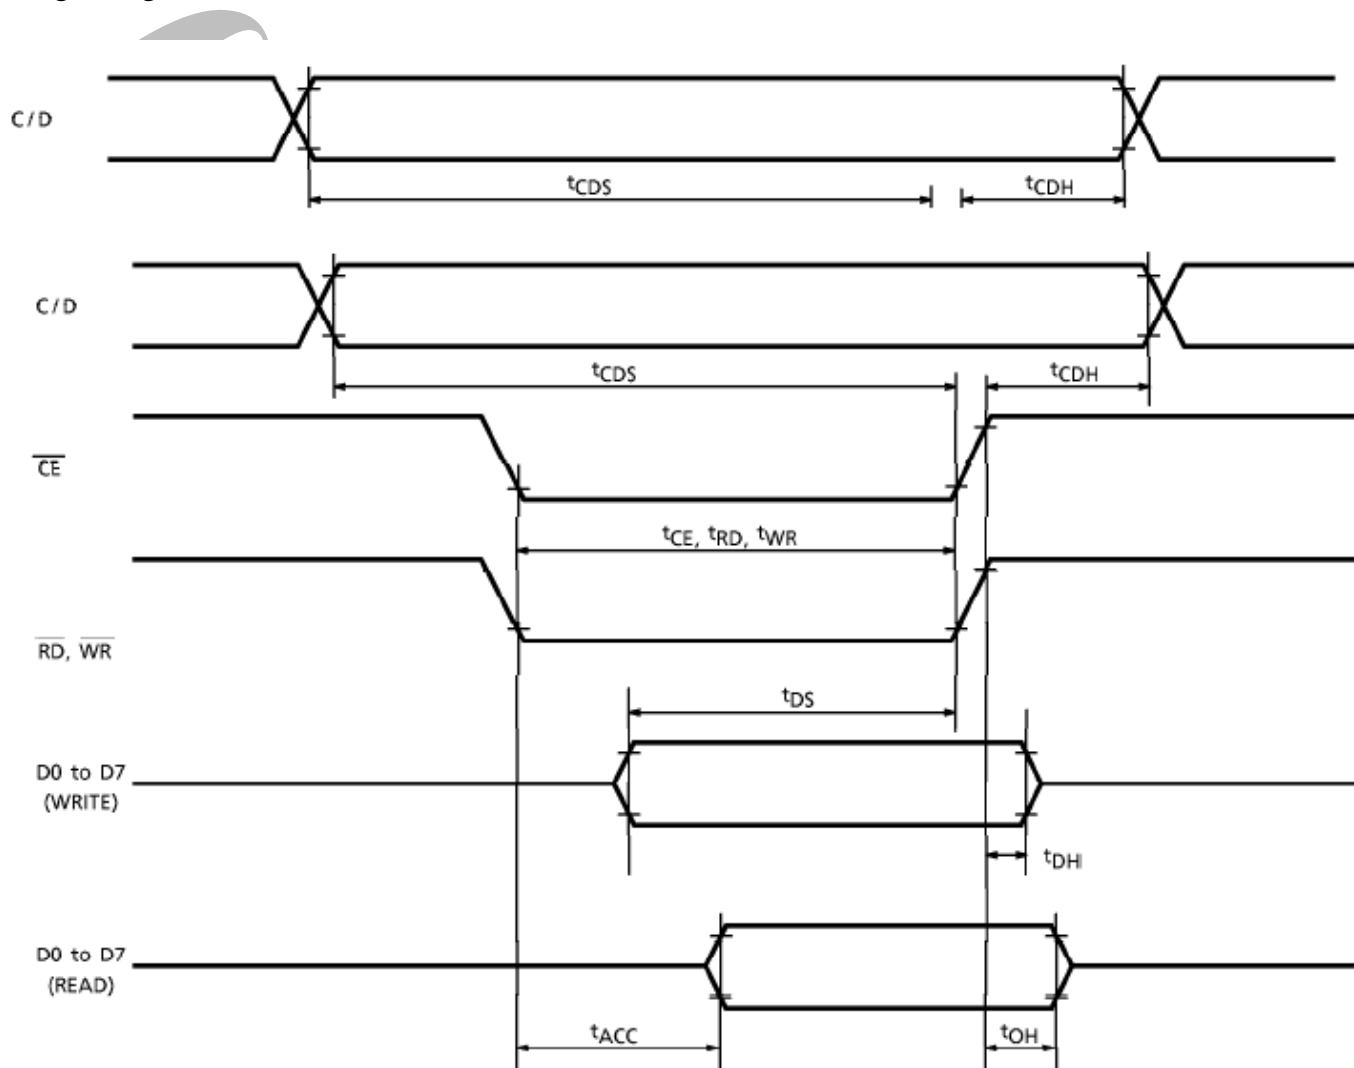 C/D
tCDS tCDH
C/D
tCDS tCDH
CE
tCE, tRD, tWR
RD, WR
tDS
D0 to D7
(WRITE)
tDH
D0 to D7
(READ)
tACC tOH